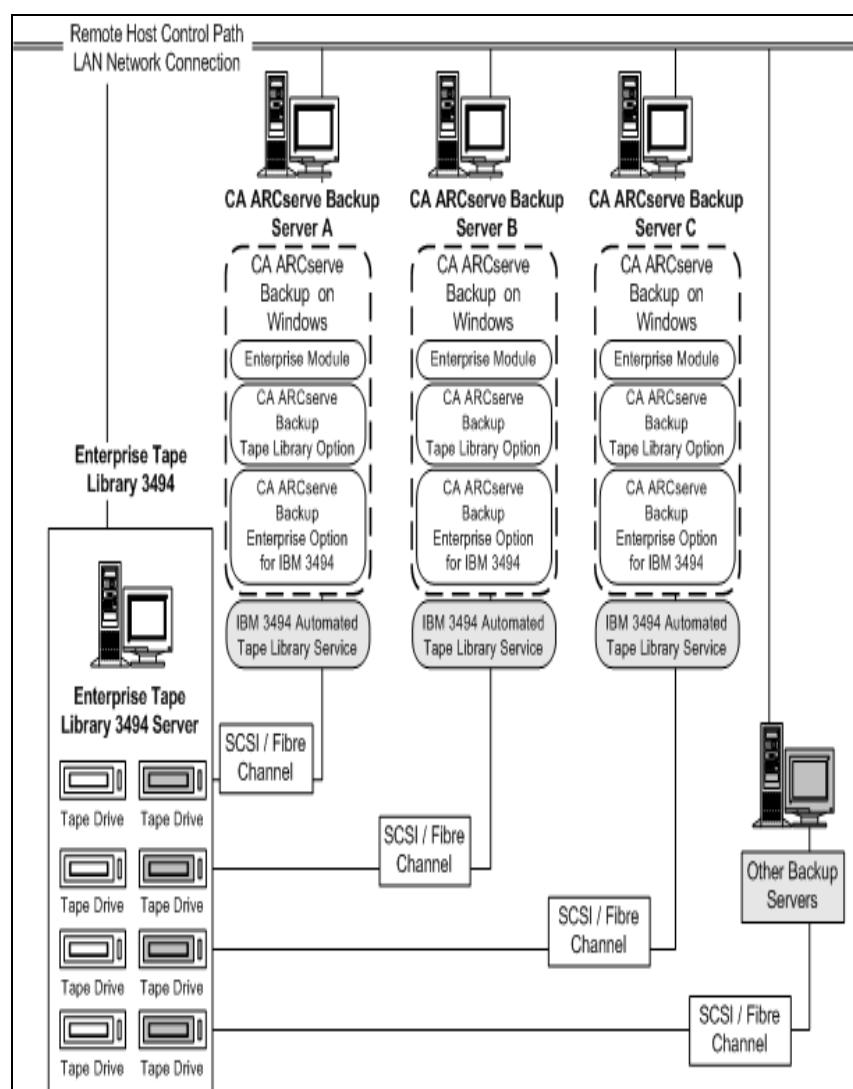 Remote Host Control Path
LAN Network Connection
CA ARCserve Backup
Server A
CA ARCserve Backup
Server B
CA ARCserve Backup
Server C
CA ARCserve
Backup on
Windows
Enterprise Module
CA ARCserve
Backup
Tape Library Option
CA ARCserve
Backup
Enterprise Option
for IBM 3494
IBM 3494 Automated
Tape Library Service
CA ARCserve
Backup on
Windows
Enterprise Module
CA ARCserve
Backup
Tape Library Option
CA ARCserve
Backup
Enterprise Option
for IBM 3494
IBM 3494 Automated
Tape Library Service
CA ARCserve
Backup on
Windows
Enterprise Module
CA ARCserve
Backup
Tape Library Option
CA ARCserve
Backup
Enterprise Option
for IBM 3494
IBM 3494 Automated
Tape Library Service
Enterprise Tape
Library 3494
Enterprise Tape
Library 3494 Server
Tape Drive
Tape Drive
Tape Drive
Tape Drive
Tape Drive
Tape Drive
Tape Drive
Tape Drive
SCSI / Fibre
Channel
SCSI / Fibre
Channel
SCSI / Fibre
Channel
SCSI / Fibre
Channel
Other Backup
Servers